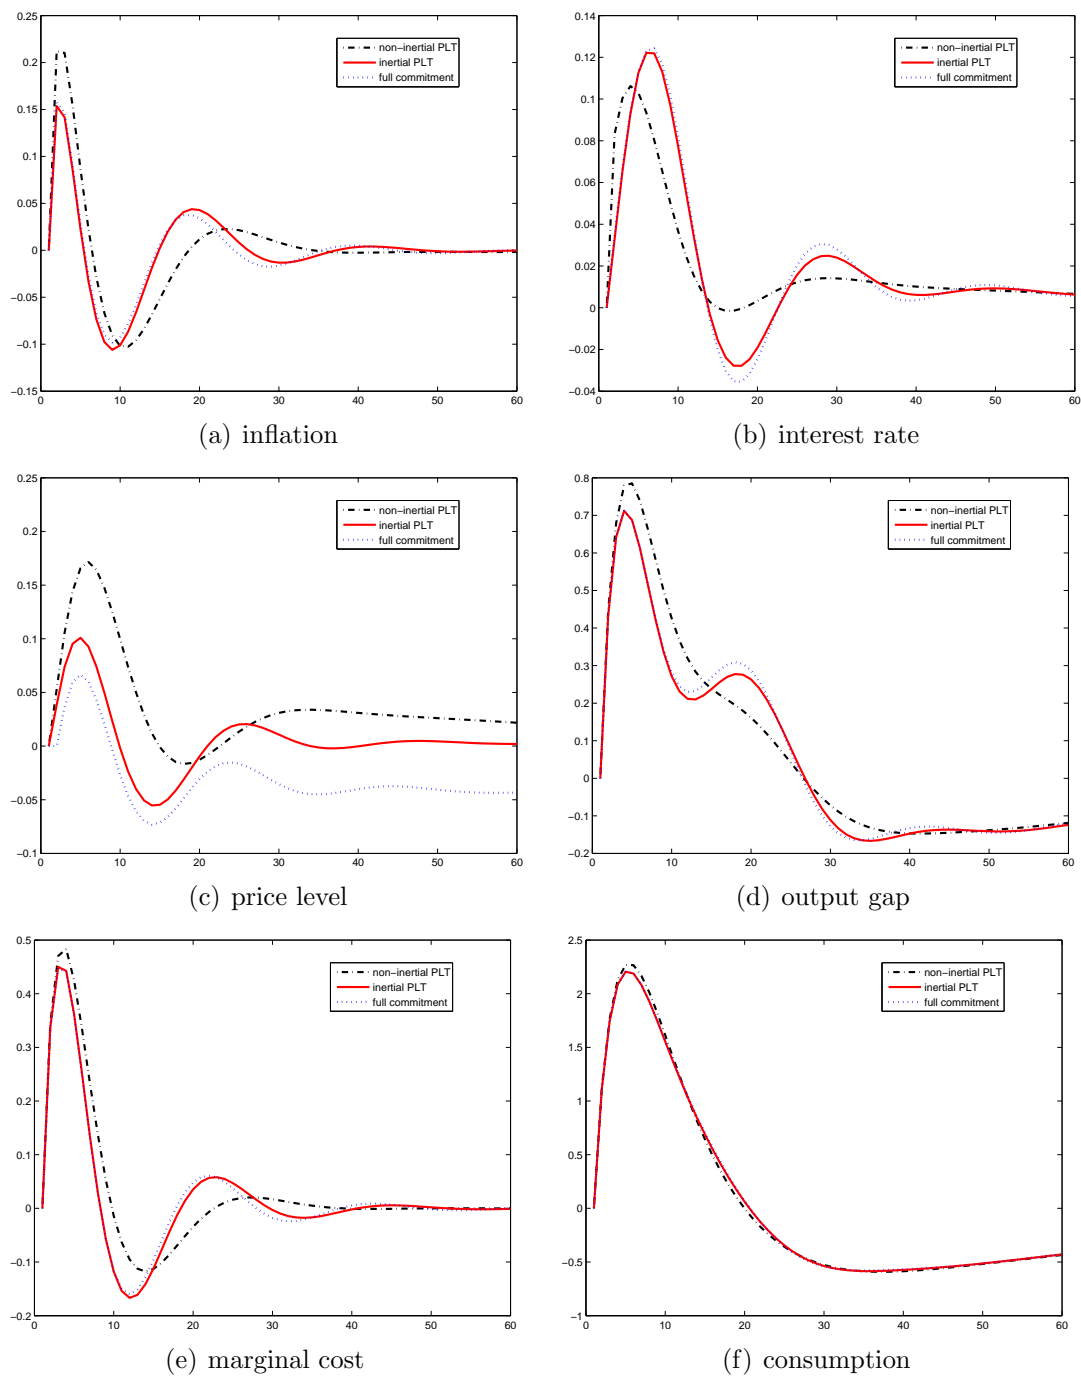 0.25
0.2
0.15
0.1
0.05
0
−0.05
−0.1
−0.15
0 10 20 30 40 50 60
non−inertial PLT
inertial PLT
full commitment
(a) inflation
0.14
0.12
0.1
0.08
0.06
0.04
0.02
0
−0.02
−0.04
0 10 20 30 40 50 60
non−inertial PLT
inertial PLT
full commitment
(b) interest rate
0.25
0.2
0.15
0.1
0.05
0
−0.05
−0.1
0 10 20 30 40 50 60
non−inertial PLT
inertial PLT
full commitment
(c) price level
0.8
0.7
0.6
0.5
0.4
0.3
0.2
0.1
0
−0.1
−0.2
0 10 20 30 40 50 60
non−inertial PLT
inertial PLT
full commitment
(d) output gap
0.5
0.4
0.3
0.2
0.1
0
−0.1
−0.2
0 10 20 30 40 50 60
non−inertial PLT
inertial PLT
full commitment
(e) marginal cost
2.5
2
1.5
1
0.5
0
−0.5
−1
0 10 20 30 40 50 60
non−inertial PLT
inertial PLT
full commitment
(f) consumption